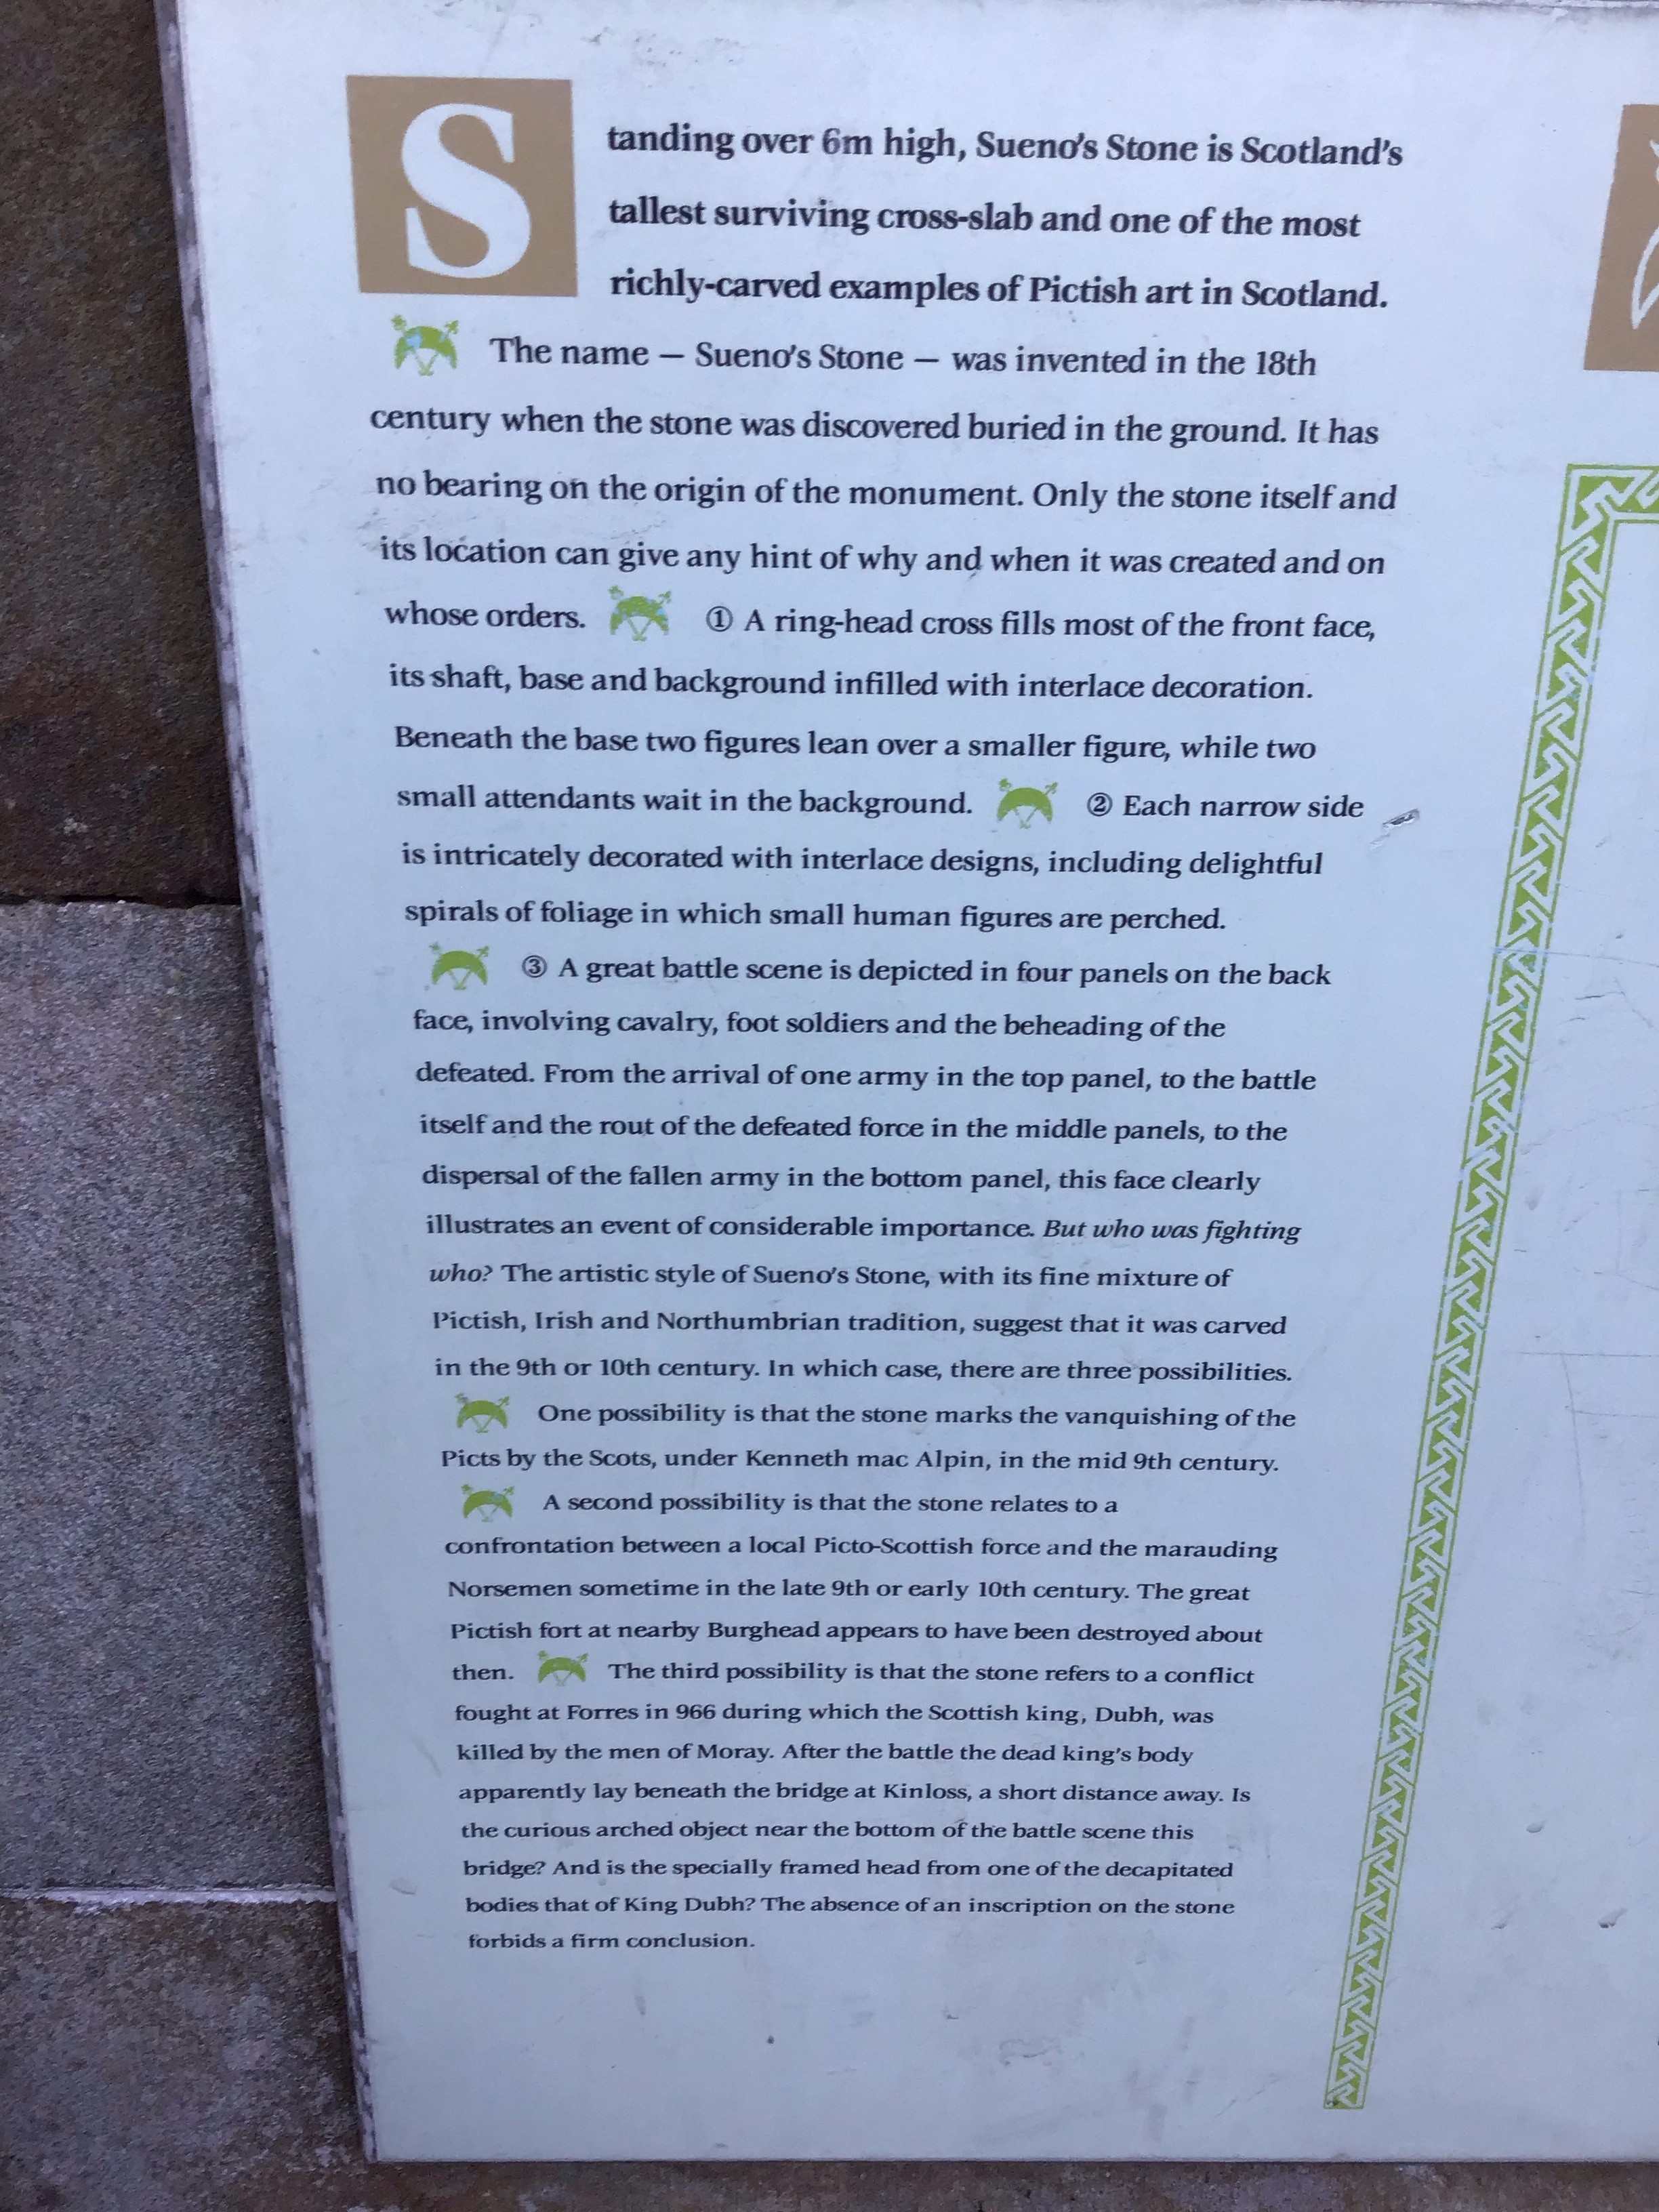 Standing over 6m high, Sueno's Stone is Scotland's
tallest surviving cross-slab and one of the most
richly-carved examples of Pictish art in Scotland.
The name — Sueno's Stone — was invented in the 18th
century when the stone was discovered buried in the ground. It has
no bearing on the origin of the monument. Only the stone itself and
its location can give any hint of why and when it was created and on
whose orders. ① A ring-head cross fills most of the front face,
its shaft, base and background infilled with interlace decoration.
Beneath the base two figures lean over a smaller figure, while two
small attendants wait in the background. ② Each narrow side
is intricately decorated with interlace designs, including delightful
spirals of foliage in which small human figures are perched.
③ A great battle scene is depicted in four panels on the back
face, involving cavalry, foot soldiers and the beheading of the
defeated. From the arrival of one army in the top panel, to the battle
itself and the rout of the defeated force in the middle panels, to the
dispersal of the fallen army in the bottom panel, this face clearly
illustrates an event of considerable importance. But who was fighting
who? The artistic style of Sueno's Stone, with its fine mixture of
Pictish, Irish and Northumbrian tradition, suggest that it was carved
in the 9th or 10th century. In which case, there are three possibilities.
One possibility is that the stone marks the vanquishing of the
Picts by the Scots, under Kenneth mac Alpin, in the mid 9th century.
A second possibility is that the stone relates to a
confrontation between a local Picto-Scottish force and the marauding
Norsemen sometime in the late 9th or early 10th century. The great
Pictish fort at nearby Burghead appears to have been destroyed about
then. The third possibility is that the stone refers to a conflict
fought at Forres in 966 during which the Scottish king, Dubh, was
killed by the men of Moray. After the battle the dead king's body
apparently lay beneath the bridge at Kinloss, a short distance away. Is
the curious arched object near the bottom of the battle scene this
bridge? And is the specially framed head from one of the decapitated
bodies that of King Dubh? The absence of an inscription on the stone
forbids a firm conclusion.